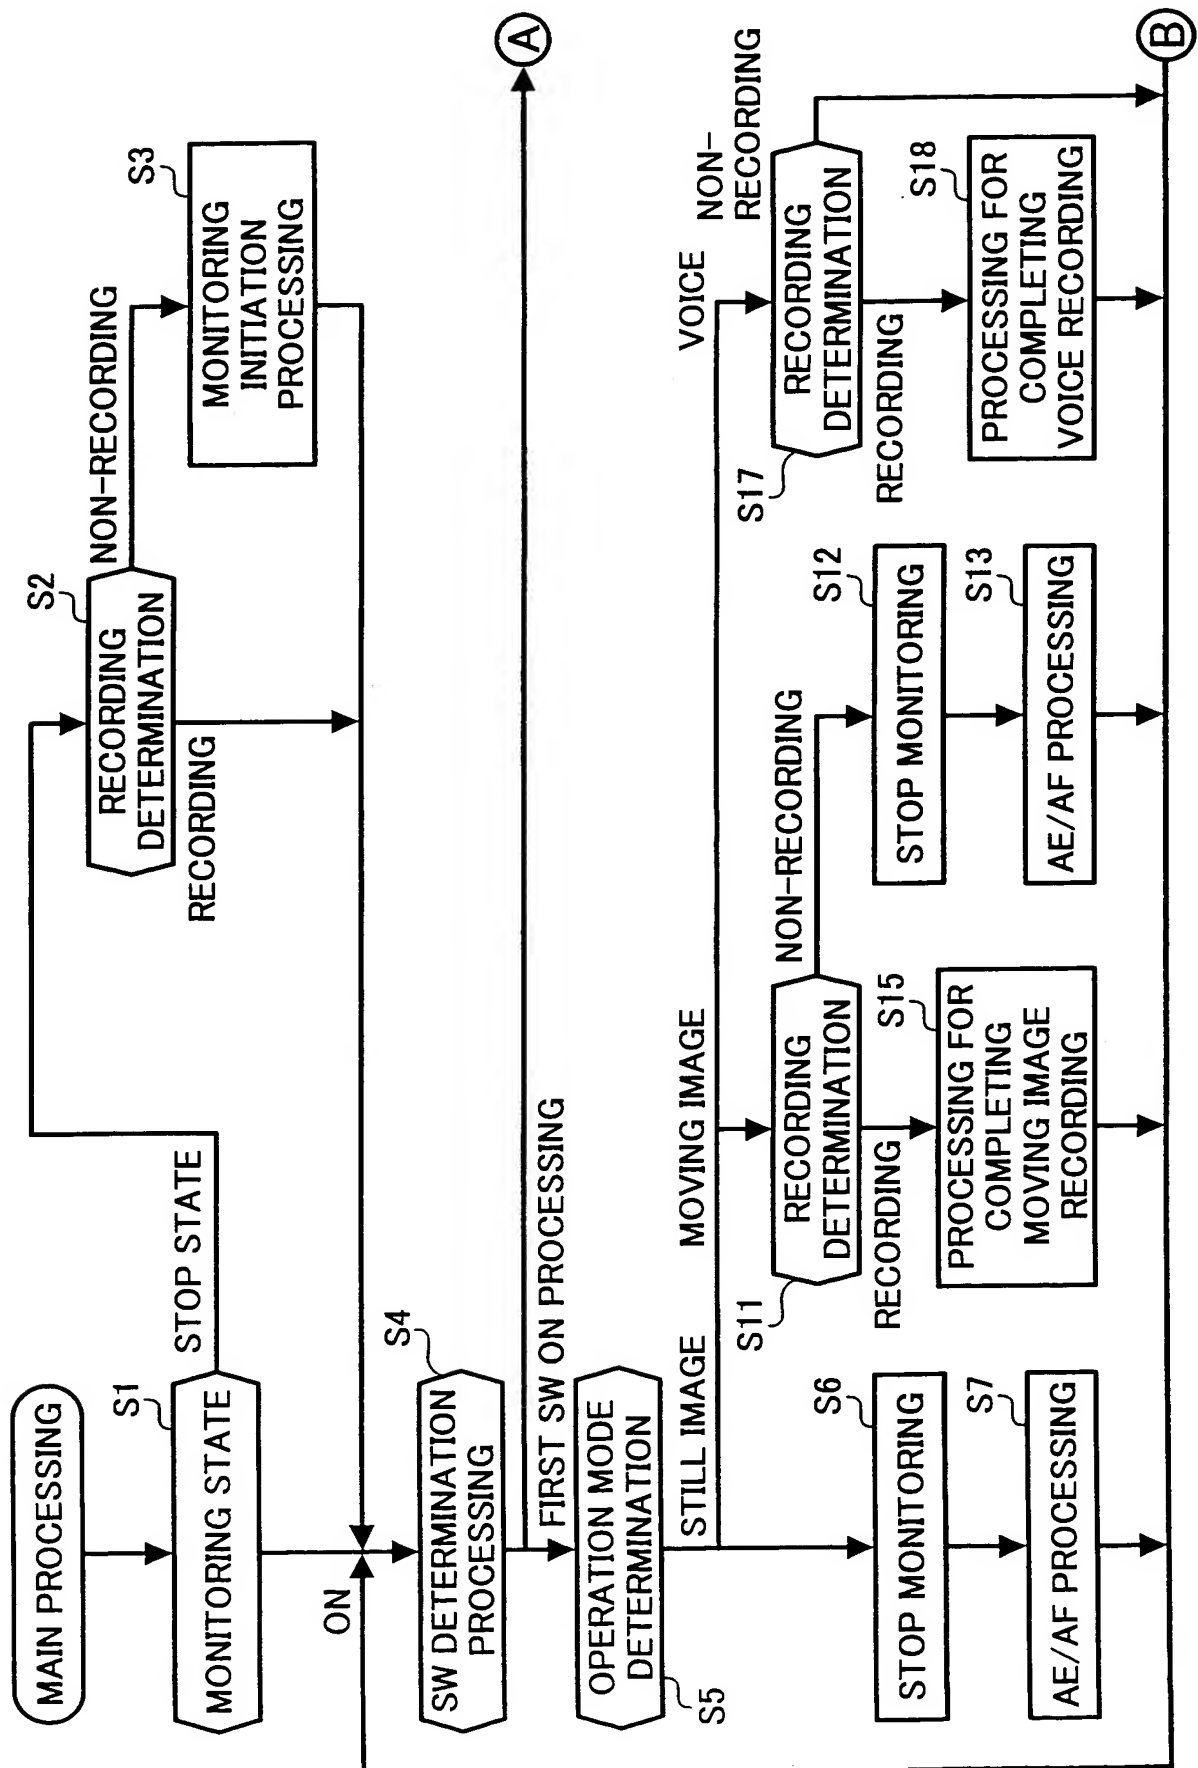 MAIN PROCESSING
S1
MONITORING STATE
STOP STATE
S2
RECORDING
DETERMINATION
NON-RECORDING
RECORDING
S3
MONITORING
INITIATION
PROCESSING
ON
S4
SW DETERMINATION
PROCESSING
A
FIRST SW ON PROCESSING
OPERATION MODE
DETERMINATION
S5
STILL IMAGE
MOVING IMAGE
VOICE
S6
STOP MONITORING
S7
AE/AF PROCESSING
RECORDING
DETERMINATION
S11
NON-RECORDING
RECORDING
S15
PROCESSING FOR
COMPLETING
MOVING IMAGE
RECORDING
S12
STOP MONITORING
S13
AE/AF PROCESSING
RECORDING
DETERMINATION
S17
NON-
RECORDING
RECORDING
S18
PROCESSING FOR
COMPLETING
VOICE RECORDING
B